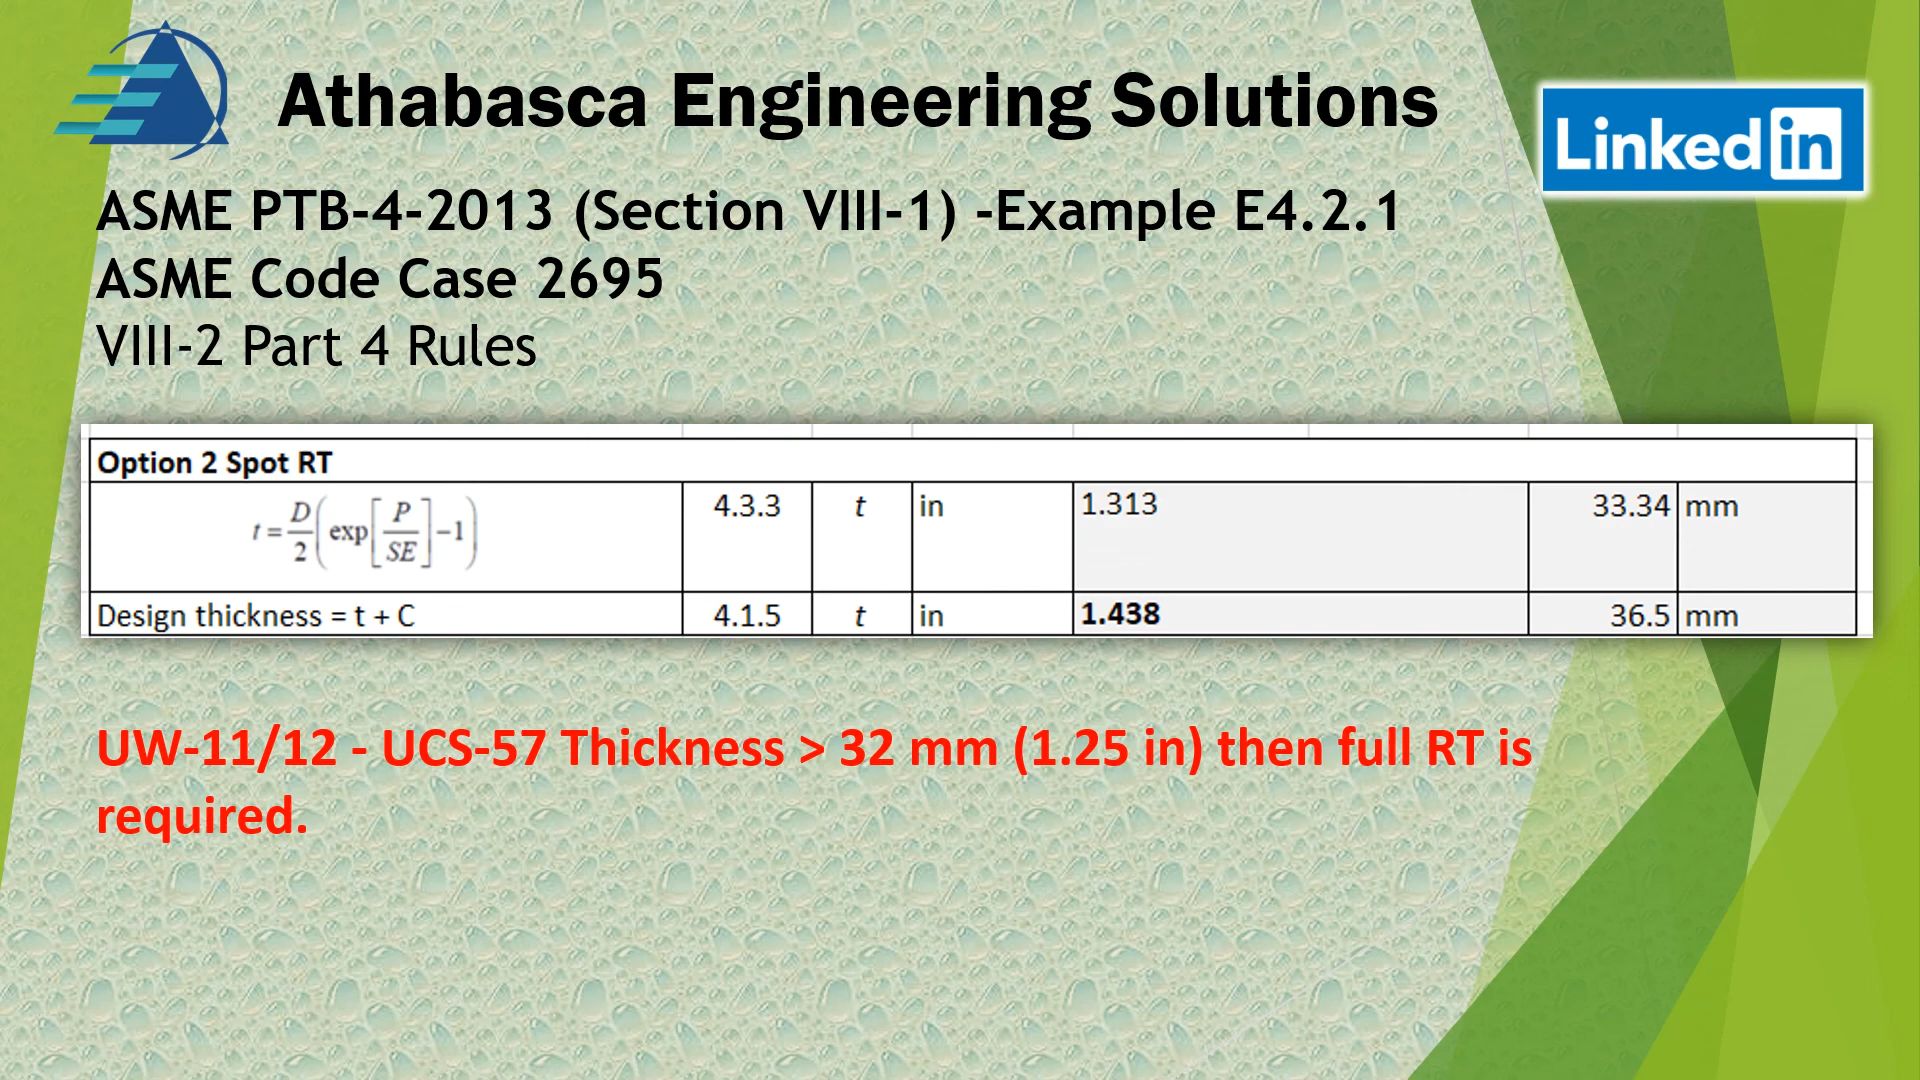 Athabasca Engineering Solutions
Linked in
ASME PTB-4-2013 (Section VIII-1) -Example E4.2.1
ASME Code Case 2695
VIII-2 Part 4 Rules
Option 2 Spot RT
t = D/2 ( exp [ P/SE ] −1 ) 4.3.3 t in 1.313 33.34 mm
Design thickness = t + C 4.1.5 t in 1.438 36.5 mm
UW-11/12 - UCS-57 Thickness > 32 mm (1.25 in) then full RT is
required.